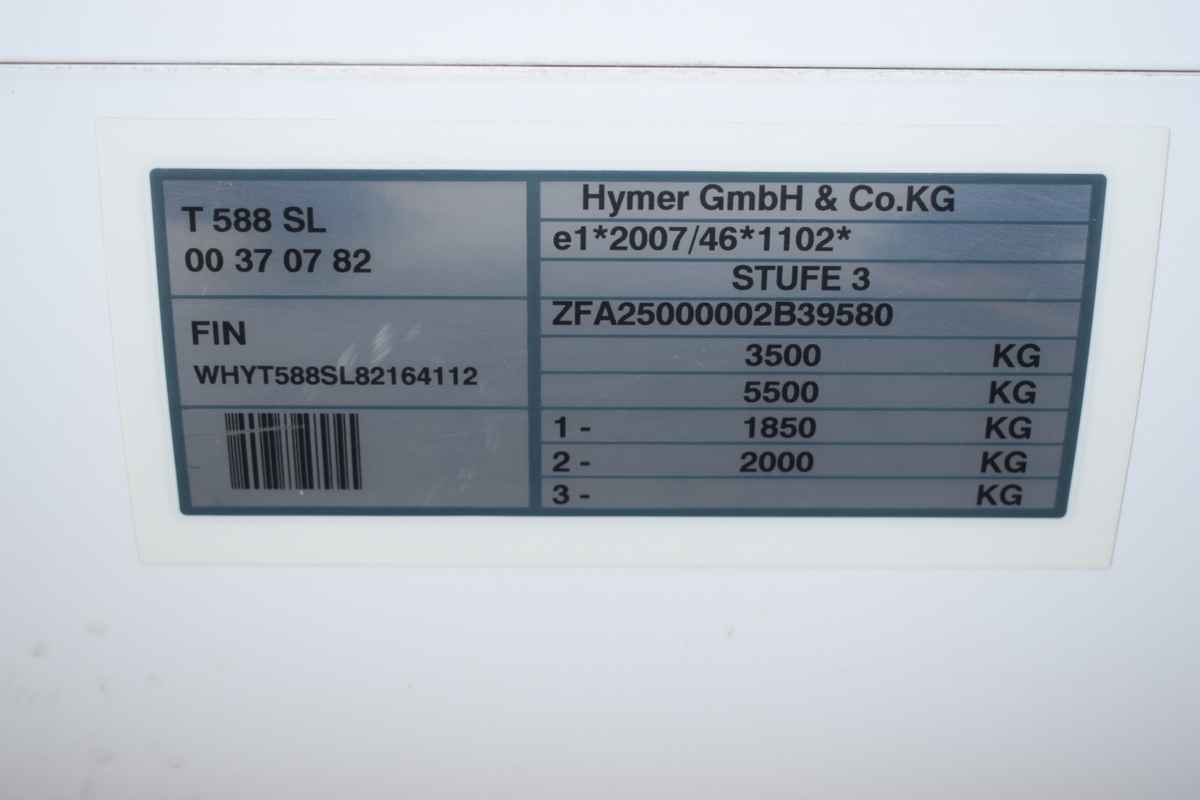 T 588 SL
00 37 07 82
FIN
WHYT588SL82164112
Hymer GmbH & Co.KG
e1*2007/46*1102*
STUFE 3
ZFA25000002B39580
3500 KG
5500 KG
1 - 1850 KG
2 - 2000 KG
3 - KG